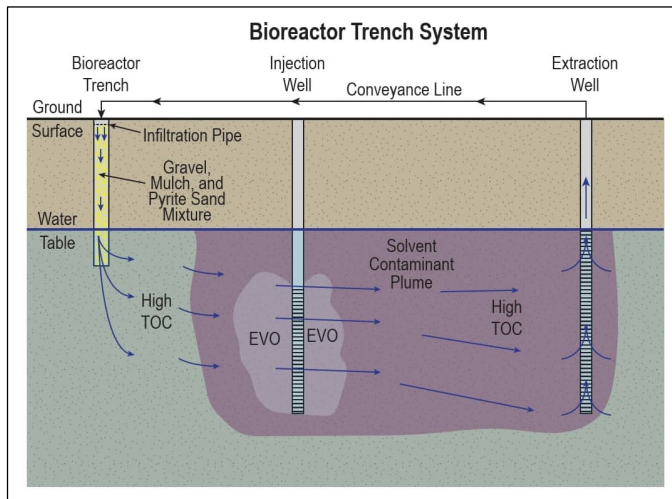 Bioreactor Trench System
Bioreactor
Trench
Injection
Well
Extraction
Well
Conveyance Line
Ground
Surface
Infiltration Pipe
Gravel,
Mulch, and
Pyrite Sand
Mixture
Water
Table
Solvent
Contaminant
Plume
High
TOC
High
TOC
EVO
EVO